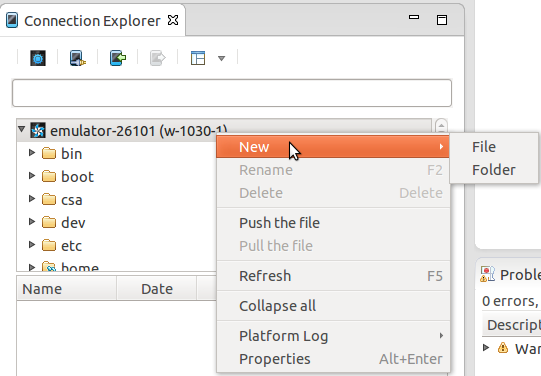 Connection Explorer
emulator-26101 (w-1030-1)
bin
boot
csa
dev
etc
home
Name Date
New
Rename F2
Delete Delete
Push the file
Pull the file
Refresh F5
Collapse all
Platform Log
Properties Alt+Enter
File
Folder
Proble
0 errors,
Descript
War